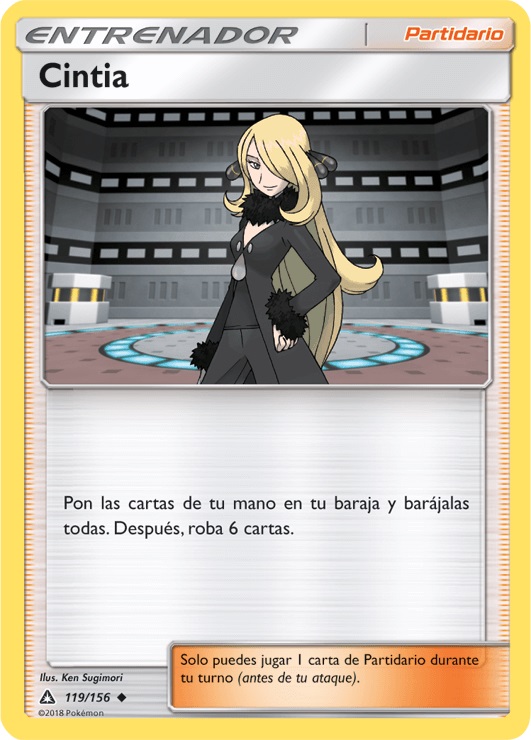 ENTRENADOR
Partidario
Cintia
Pon las cartas de tu mano en tu baraja y barájalas
todas. Después, roba 6 cartas.
Solo puedes jugar 1 carta de Partidario durante
tu turno (antes de tu ataque).
Ilus. Ken Sugimori
119/156
©2018 Pokémon